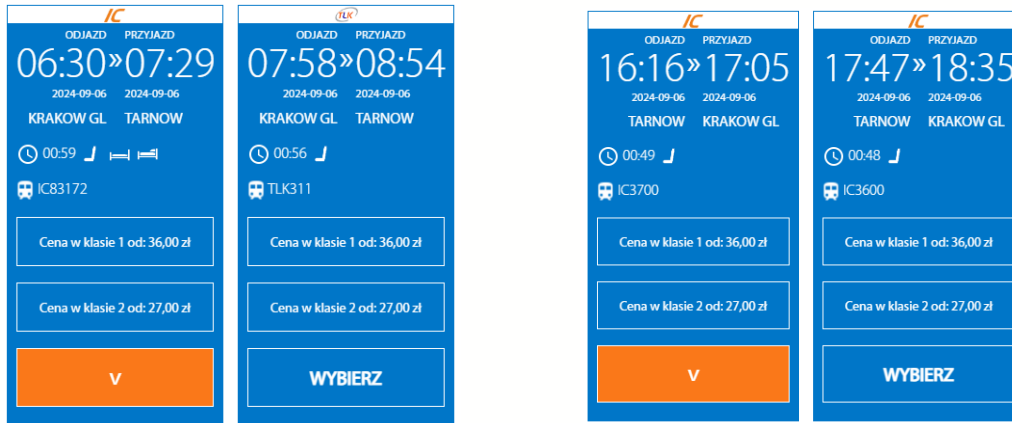 IC
ODJAZD PRZYJAZD
06:30»07:29
2024-09-06 2024-09-06
KRAKOW GL TARNOW
00:59
IC83172
Cena w klasie 1 od: 36,00 zł
Cena w klasie 2 od: 27,00 zł
V
TLK
ODJAZD PRZYJAZD
07:58»08:54
2024-09-06 2024-09-06
KRAKOW GL TARNOW
00:56
TLK311
Cena w klasie 1 od: 36,00 zł
Cena w klasie 2 od: 27,00 zł
WYBIERZ
IC
ODJAZD PRZYJAZD
16:16»17:05
2024-09-06 2024-09-06
TARNOW KRAKOW GL
00:49
IC3700
Cena w klasie 1 od: 36,00 zł
Cena w klasie 2 od: 27,00 zł
V
IC
ODJAZD PRZYJAZD
17:47»18:35
2024-09-06 2024-09-06
TARNOW KRAKOW GL
00:48
IC3600
Cena w klasie 1 od: 36,00 zł
Cena w klasie 2 od: 27,00 zł
WYBIERZ